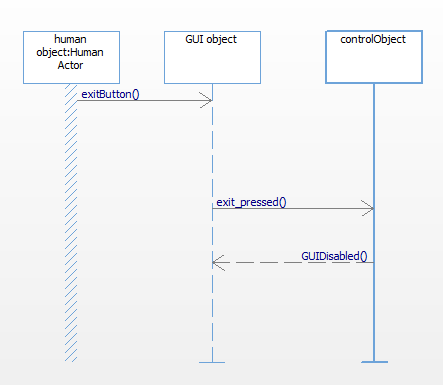 human
object:Human
Actor
GUI object
controlObject
exitButton()
exit_pressed()
GUIDisabled()